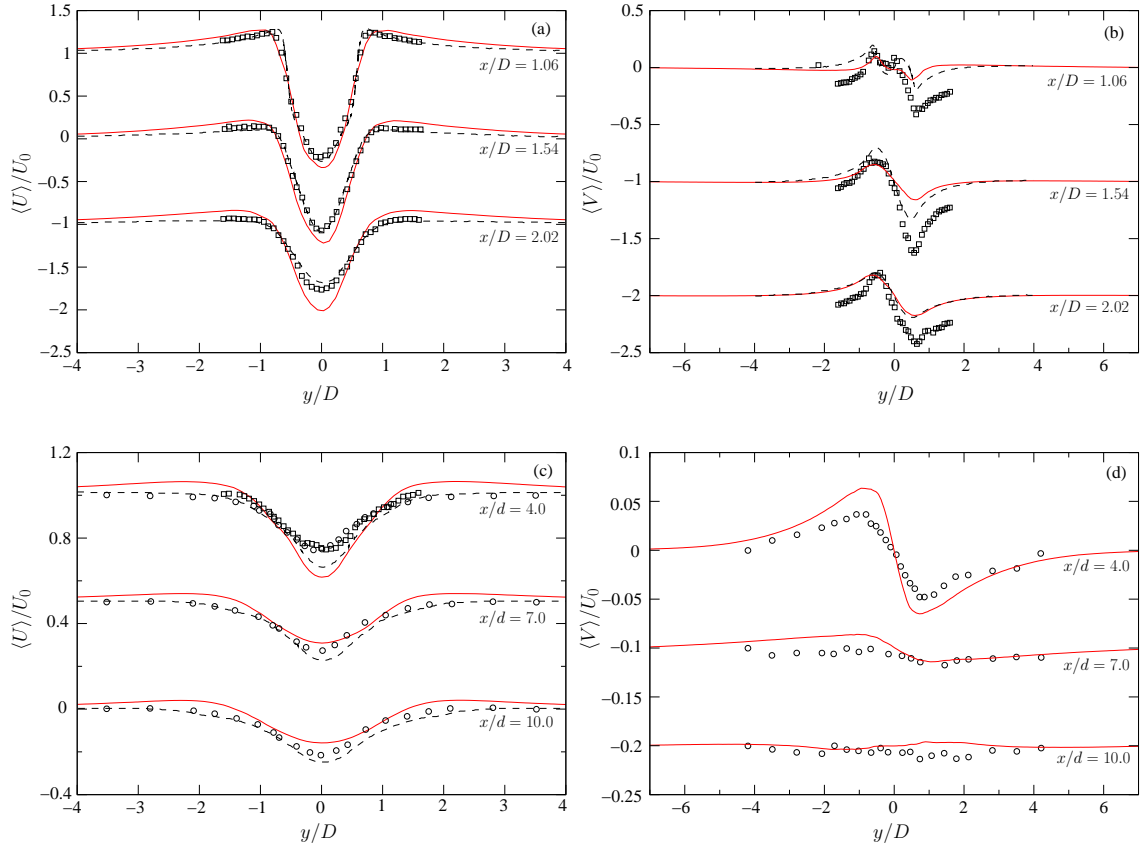 1.5
1
0.5
0
−0.5
−1
−1.5
−2
−2.5
⟨U⟩/U₀
(a)
x/D = 1.06
x/D = 1.54
x/D = 2.02
−4 −3 −2 −1 0 1 2 3 4
y/D
0.5
0
−0.5
−1
−1.5
−2
−2.5
⟨V⟩/U₀
(b)
x/D = 1.06
x/D = 1.54
x/D = 2.02
−6 −4 −2 0 2 4 6
y/D
1.2
0.8
0.4
0
−0.4
⟨U⟩/U₀
(c)
x/d = 4.0
x/d = 7.0
x/d = 10.0
−4 −3 −2 −1 0 1 2 3 4
y/D
0.1
0.05
0
−0.05
−0.1
−0.15
−0.2
−0.25
⟨V⟩/U₀
(d)
x/d = 4.0
x/d = 7.0
x/d = 10.0
−6 −4 −2 0 2 4 6
y/D